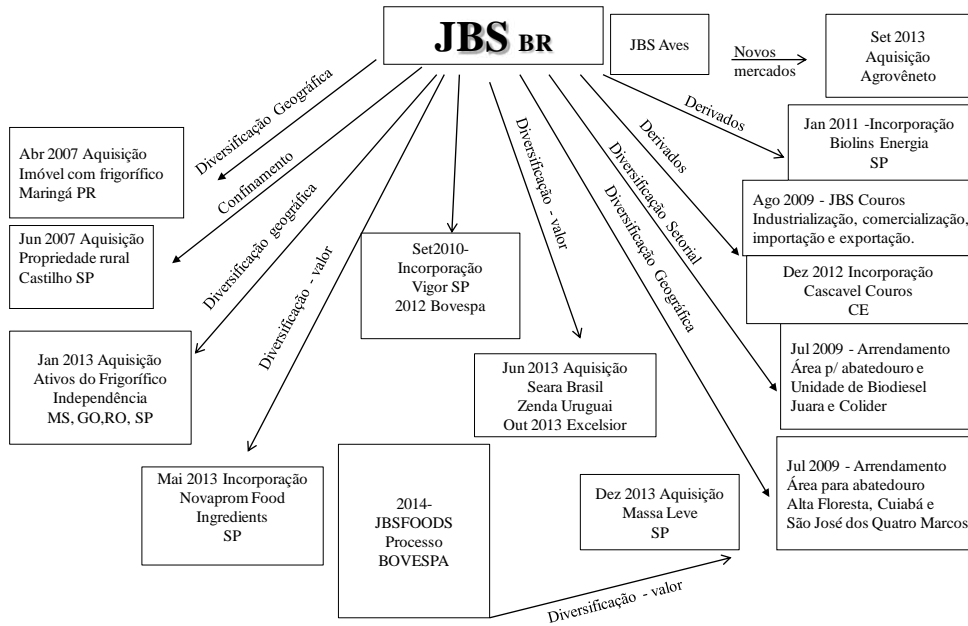 JBS BR
JBS Aves
Novos
mercados
Set 2013
Aquisição
Agrovêneto
Diversificação Geográfica
Confinamento
Diversificação geográfica
Diversificação - valor
Diversificação - valor
Diversificação Geográfica
Diversificação Setorial
Derivados
Derivados
Abr 2007 Aquisição
Imóvel com frigorífico
Maringá PR
Jan 2011 -Incorporação
Biolins Energia
SP
Ago 2009 - JBS Couros
Industrialização, comercialização,
importação e exportação.
Jun 2007 Aquisição
Propriedade rural
Castilho SP
Set2010-
Incorporação
Vigor SP
2012 Bovespa
Dez 2012 Incorporação
Cascavel Couros
CE
Jan 2013 Aquisição
Ativos do Frigorífico
Independência
MS, GO,RO, SP
Jun 2013 Aquisição
Seara Brasil
Zenda Uruguai
Out 2013 Excelsior
Jul 2009 - Arrendamento
Área p/ abatedouro e
Unidade de Biodiesel
Juara e Colider
Mai 2013 Incorporação
Novaprom Food
Ingredients
SP
2014-
JBSFOODS
Processo
BOVESPA
Dez 2013 Aquisição
Massa Leve
SP
Jul 2009 - Arrendamento
Área para abatedouro
Alta Floresta, Cuiabá e
São José dos Quatro Marcos
Diversificação - valor